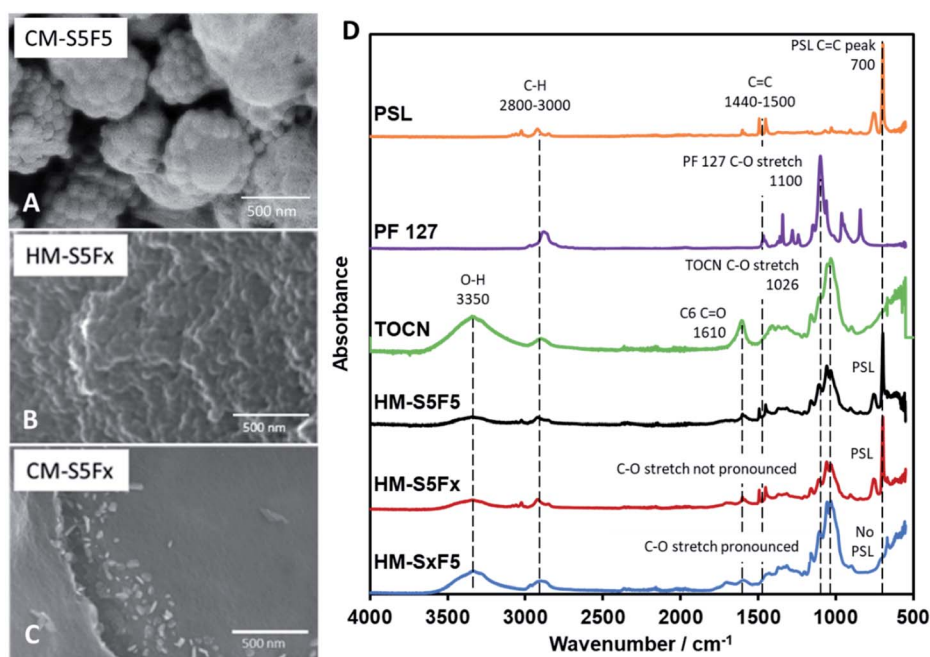 CM-S5F5
A
500 nm
HM-S5Fx
B
500 nm
CM-S5Fx
C
500 nm
D
PSL C=C peak
700
C-H
2800-3000
C=C
1440-1500
PSL
PF 127 C-O stretch
1100
PF 127
TOCN C-O stretch
1026
O-H
3350
C6 C=O
1610
TOCN
PSL
HM-S5F5
C-O stretch not pronounced
PSL
HM-S5Fx
C-O stretch pronounced
No
PSL
HM-SxF5
Absorbance
4000 3500 3000 2500 2000 1500 1000 500
Wavenumber / cm-1